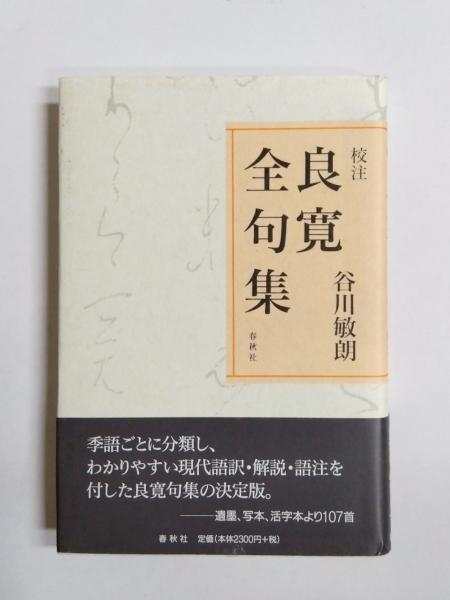 校注
良寛
全句集
谷川敏朗
春秋社
季語ごとに分類し、
わかりやすい現代語訳・解説・語注を
付した良寛句集の決定版。
――遺墨、写本、活字本より107首
春秋社 定価(本体2300円+税)